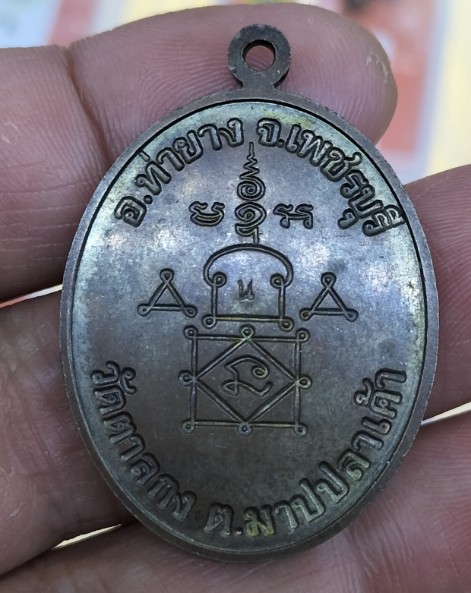 อ.ท่ายาง จ.เพชรบุรี
น
วัดตาลกง ต.มาบปลาเค้า